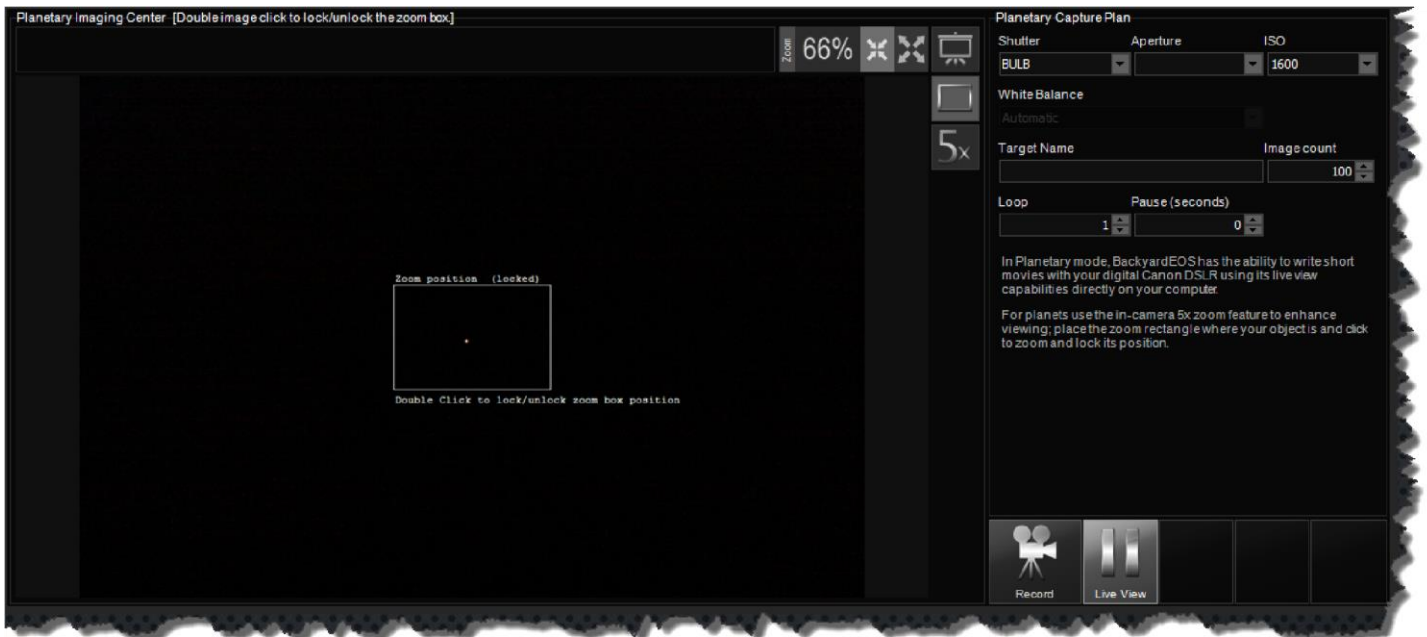 Planetary Imaging Center [Double image click to lock/unlock the zoom box.]
Zoom 66%
5x
Zoom position (locked)
Double Click to lock/unlock zoom box position
Planetary Capture Plan
Shutter Aperture ISO
BULB 1600
White Balance
Automatic
Target Name Image count
100
Loop Pause (seconds)
1 0
In Planetary mode, BackyardEOS has the ability to write short
movies with your digital Canon DSLR using its live view
capabilities directly on your computer.
For planets use the in-camera 5x zoom feature to enhance
viewing; place the zoom rectangle where your object is and click
to zoom and lock its position.
Record Live View